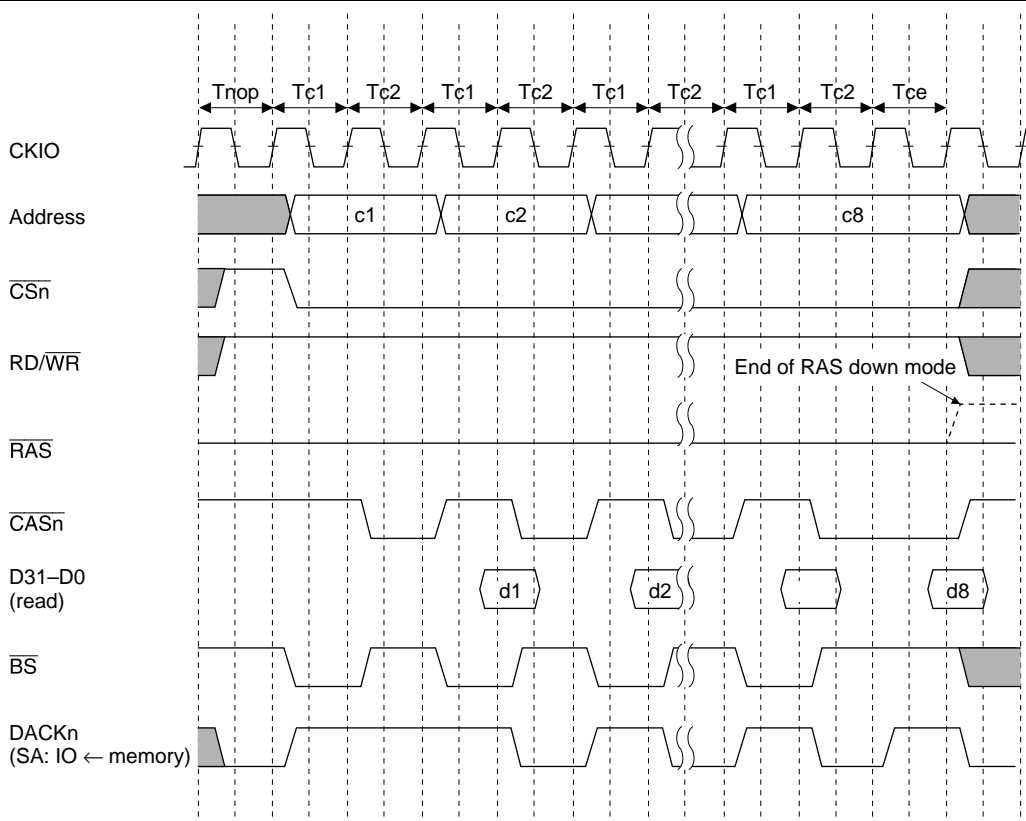 Tnop Tc1 Tc2 Tc1 Tc2 Tc1 Tc2 Tc1 Tc2 Tce
CKIO
Address c1 c2 c8
CSn
RD/WR
End of RAS down mode
RAS
CASn
D31–D0
(read) d1 d2 d8
BS
DACKn
(SA: IO ← memory)